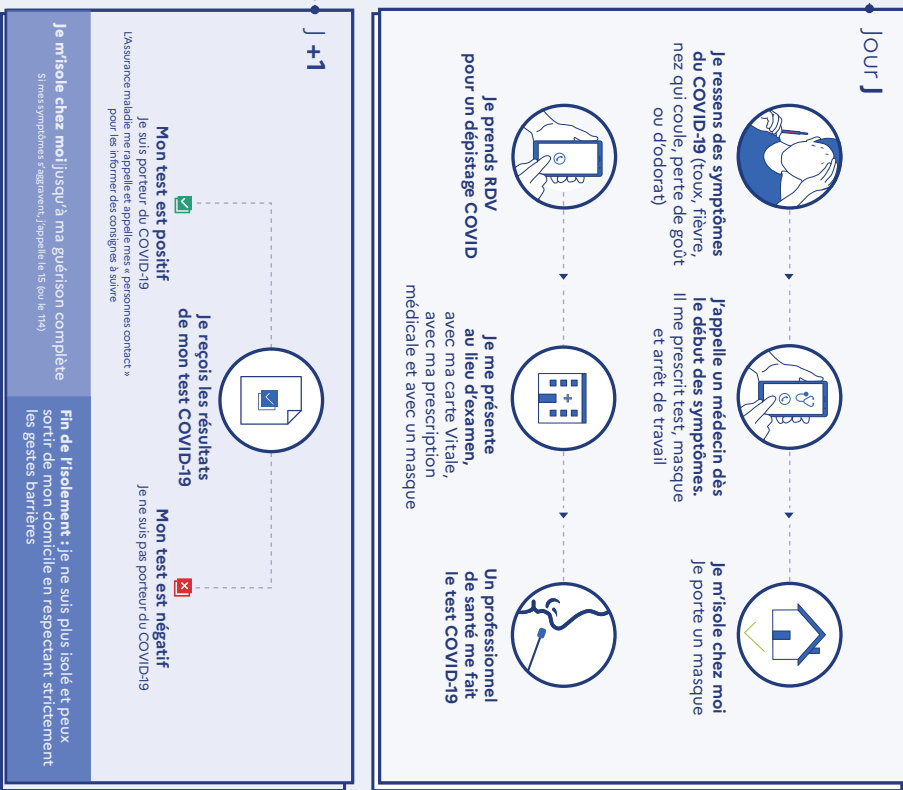 Jour J
Je ressens des symptômes
du COVID-19 (toux, fièvre,
nez qui coule, perte de goût
ou d'odorat)
J'appelle un médecin dès
le début des symptômes.
Il me prescrit test, masque
et arrêt de travail
Je m'isole chez moi
Je porte un masque
Je prends RDV
pour un dépistage COVID
Je me présente
au lieu d'examen,
avec ma carte Vitale,
avec ma prescription
médicale et avec un masque
Un professionnel
de santé me fait
le test COVID-19
J +1
Je reçois les résultats
de mon test COVID-19
Mon test est positif
Je suis porteur du COVID-19
L'Assurance maladie me rappelle et appelle mes « personnes contact »
pour les informer des consignes à suivre
Mon test est négatif
Je ne suis pas porteur du COVID-19
Je m'isole chez moi jusqu'à ma guérison complète
Si mes symptômes s'aggravent, j'appelle le 15 (ou le 114)
Fin de l'isolement : je ne suis plus isolé et peux
sortir de mon domicile en respectant strictement
les gestes barrières